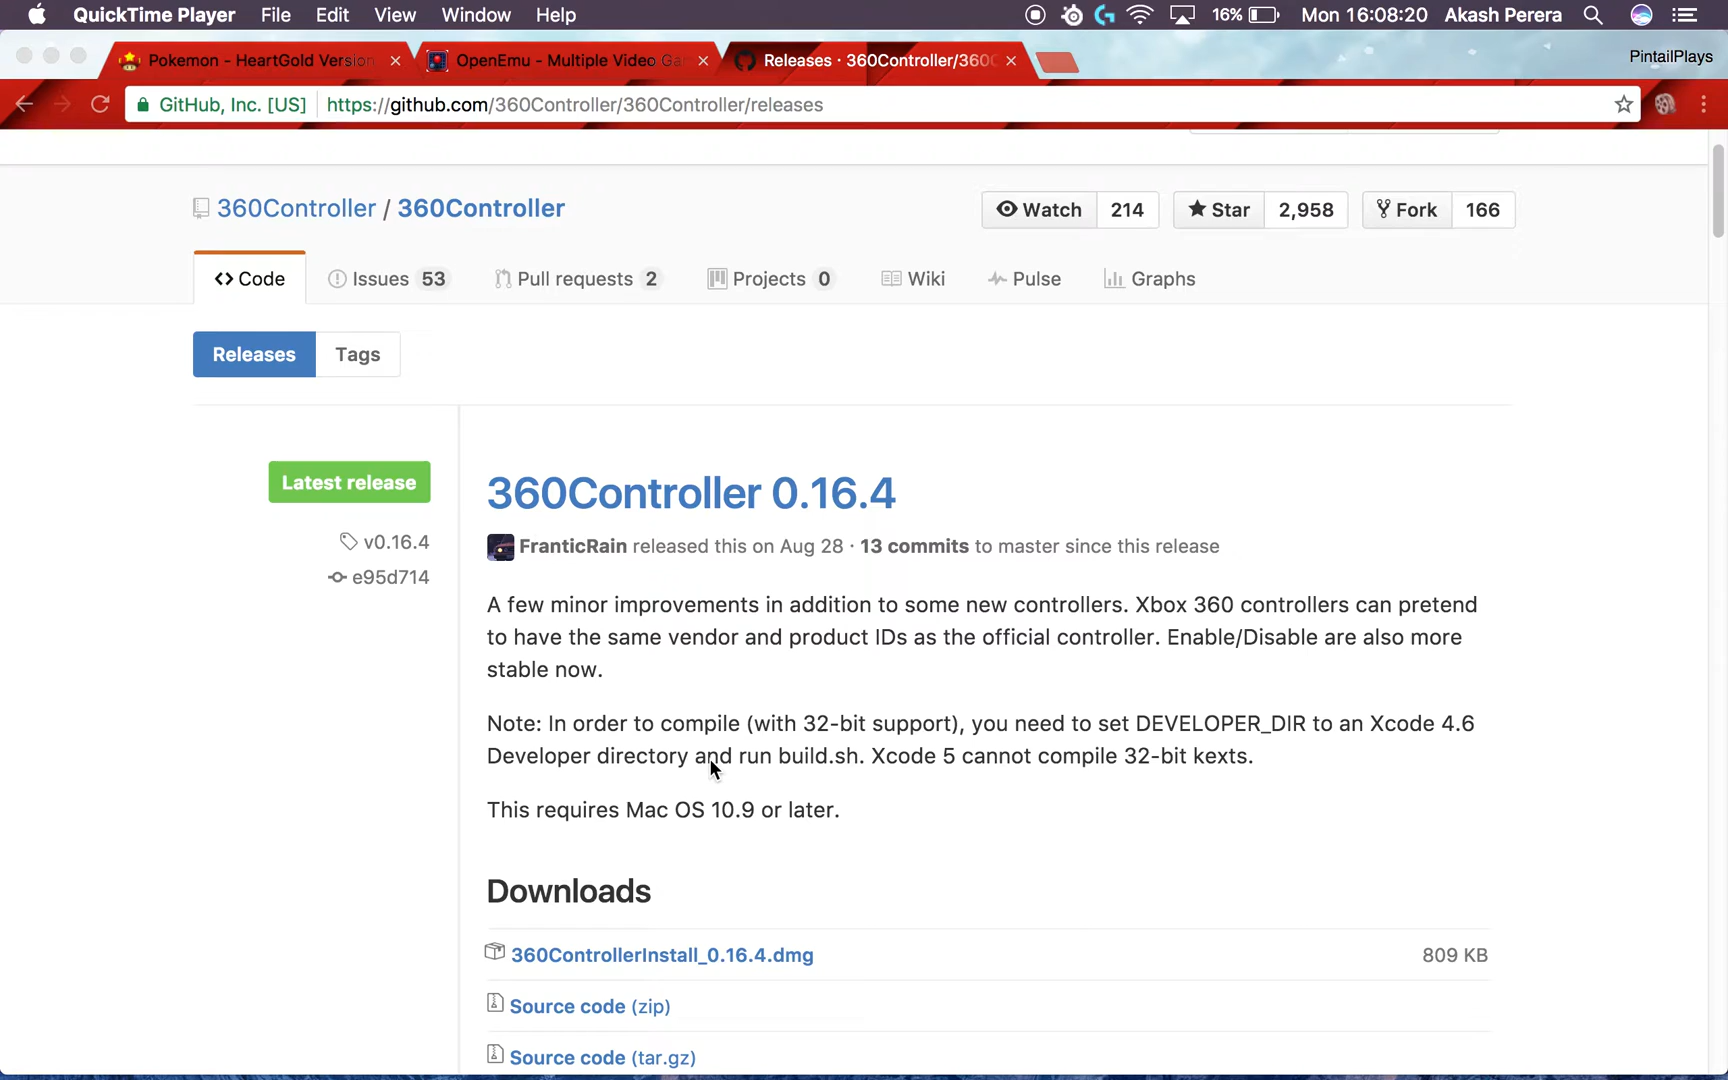 QuickTime Player File Edit View Window Help 16% Mon 16:08:20 Akash Perera
Pokemon - HeartGold Version OpenEmu - Multiple Video Ga Releases · 360Controller/360C PintailPlays
GitHub, Inc. [US] https://github.com/360Controller/360Controller/releases
360Controller / 360Controller Watch 214 Star 2,958 Fork 166
Code Issues 53 Pull requests 2 Projects 0 Wiki Pulse Graphs
Releases Tags
Latest release
v0.16.4
e95d714
360Controller 0.16.4
FranticRain released this on Aug 28 · 13 commits to master since this release
A few minor improvements in addition to some new controllers. Xbox 360 controllers can pretend
to have the same vendor and product IDs as the official controller. Enable/Disable are also more
stable now.
Note: In order to compile (with 32-bit support), you need to set DEVELOPER_DIR to an Xcode 4.6
Developer directory and run build.sh. Xcode 5 cannot compile 32-bit kexts.
This requires Mac OS 10.9 or later.
Downloads
360ControllerInstall_0.16.4.dmg 809 KB
Source code (zip)
Source code (tar.gz)